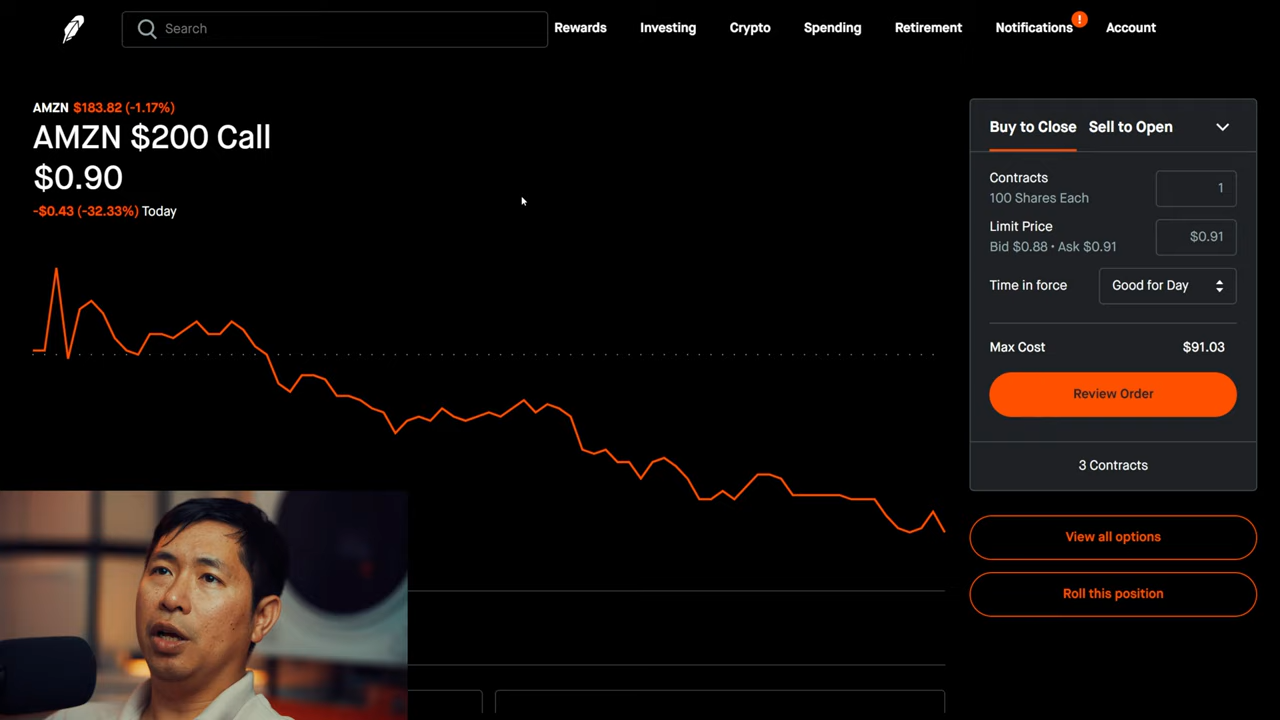 Search
Rewards
Investing
Crypto
Spending
Retirement
Notifications
!
Account
AMZN $183.82 (-1.17%)
AMZN $200 Call
$0.90
-$0.43 (-32.33%) Today
Buy to Close
Sell to Open
Contracts
100 Shares Each
1
Limit Price
Bid $0.88 • Ask $0.91
$0.91
Time in force
Good for Day
Max Cost
$91.03
Review Order
3 Contracts
View all options
Roll this position